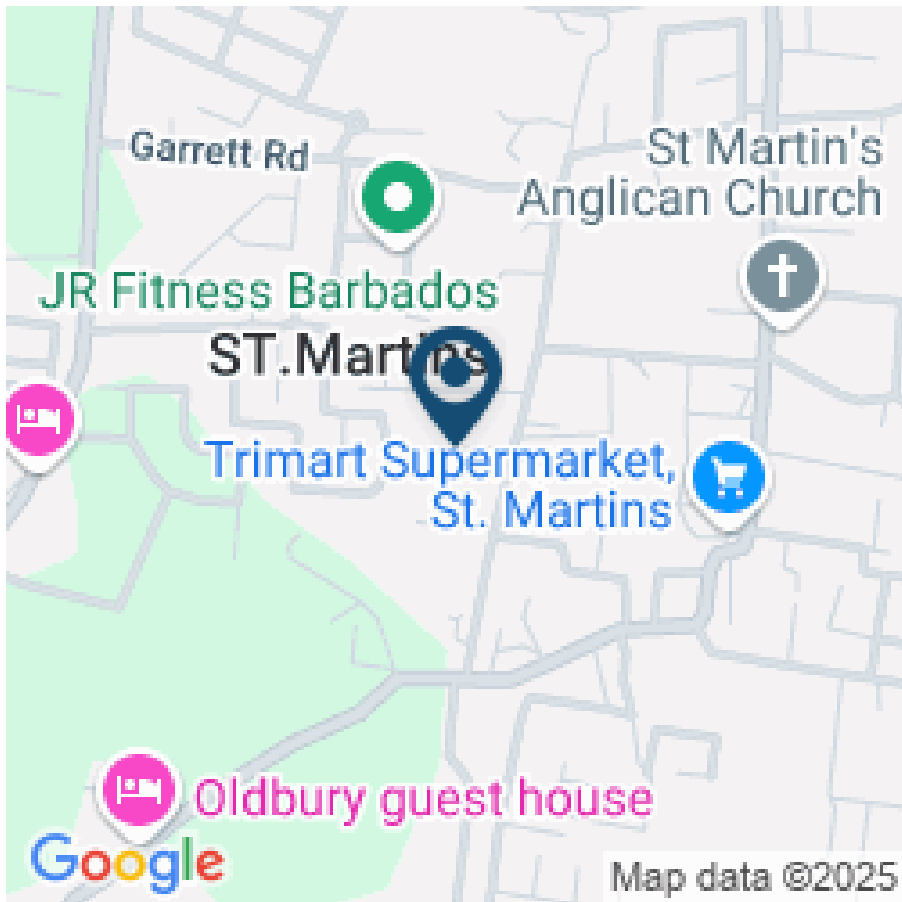 Garrett Rd
St Martin's
Anglican Church
JR Fitness Barbados
ST.Martins
Trimart Supermarket,
St. Martins
Oldbury guest house
Google
Map data ©2025